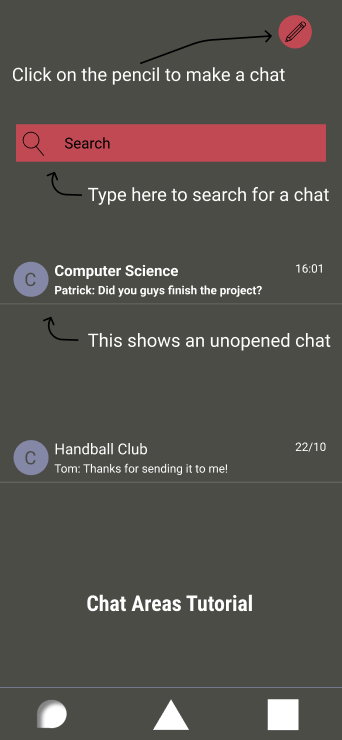 Click on the pencil to make a chat
Search
Type here to search for a chat
C
Computer Science
16:01
Patrick: Did you guys finish the project?
This shows an unopened chat
C
Handball Club
22/10
Tom: Thanks for sending it to me!
Chat Areas Tutorial